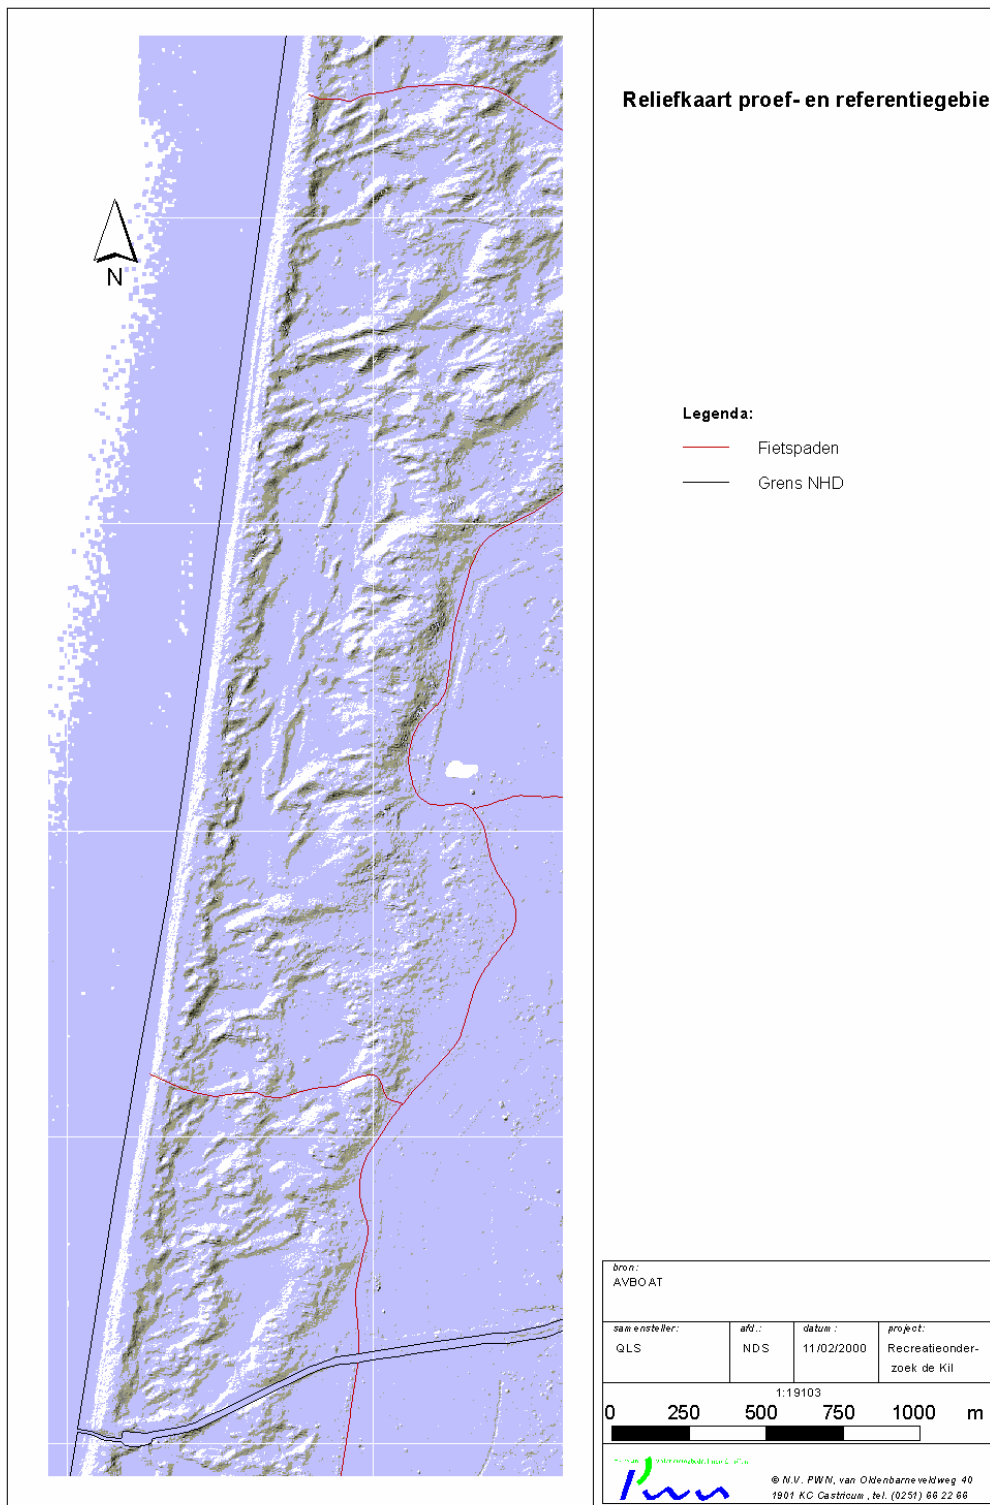 Reliefkaart proef- en referentiegebie
N
Legenda:
Fietspaden
Grens NHD
bron:
AVBOAT
samensteller:
QLS
afd.:
NDS
datum:
11/02/2000
project:
Recreatieonder-
zoek de Kil
1:19103
0 250 500 750 1000 m
pwn
© N.V. PWN, van Oldenbarneveldweg 40
1901 KC Castricum, tel. (0251) 66 22 66